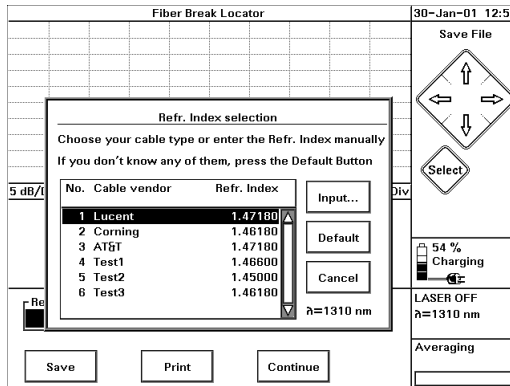 Fiber Break Locator
30-Jan-01 12:5
Save File
Select
54 %
Charging
LASER OFF
λ=1310 nm
Averaging
5 dB/
Div
Re
Refr. Index selection
Choose your cable type or enter the Refr. Index manually
If you don't know any of them, press the Default Button
No. Cable vendor Refr. Index
1 Lucent 1.47180
2 Corning 1.46180
3 AT&T 1.47180
4 Test1 1.46600
5 Test2 1.45000
6 Test3 1.46180
Input...
Default
Cancel
λ=1310 nm
Save
Print
Continue